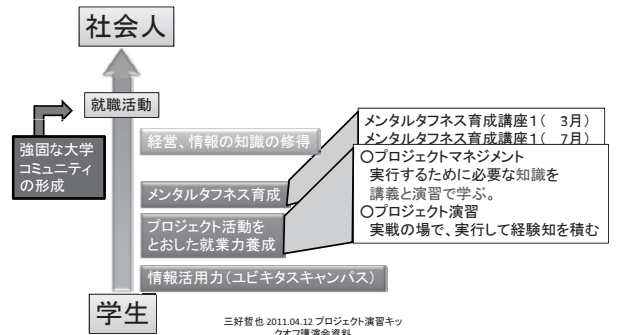 社会人
就職活動
強固な大学
コミュニティ
の形成
経営、情報の知識の修得
メンタルタフネス育成
プロジェクト活動を
とおした就業力養成
情報活用力(ユビキタスキャンパス)
学生
メンタルタフネス育成講座1( 3月)
メンタルタフネス育成講座1( 7月)
○プロジェクトマネジメント
実行するために必要な知識を
講義と演習で学ぶ。
○プロジェクト演習
実戦の場で、実行して経験知を積む
三好哲也 2011.04.12 プロジェクト演習キッ
クオフ講演会資料